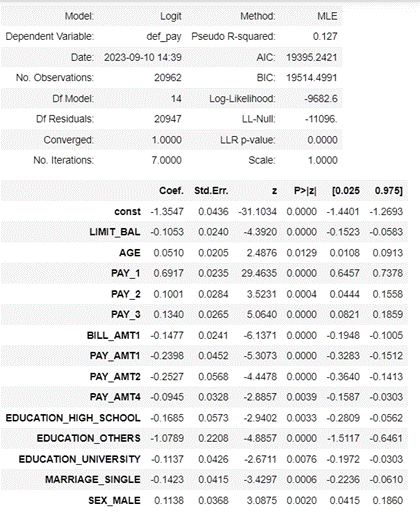 Model: Logit Method: MLE
Dependent Variable: def_pay Pseudo R-squared: 0.127
Date: 2023-09-10 14:39 AIC: 19395.2421
No. Observations: 20962 BIC: 19514.4991
Df Model: 14 Log-Likelihood: -9682.6
Df Residuals: 20947 LL-Null: -11096.
Converged: 1.0000 LLR p-value: 0.0000
No. Iterations: 7.0000 Scale: 1.0000
Coef. Std.Err. z P>|z| [0.025 0.975]
const -1.3547 0.0436 -31.1034 0.0000 -1.4401 -1.2693
LIMIT_BAL -0.1053 0.0240 -4.3920 0.0000 -0.1523 -0.0583
AGE 0.0510 0.0205 2.4876 0.0129 0.0108 0.0913
PAY_1 0.6917 0.0235 29.4635 0.0000 0.6457 0.7378
PAY_2 0.1001 0.0284 3.5231 0.0004 0.0444 0.1558
PAY_3 0.1340 0.0265 5.0640 0.0000 0.0821 0.1859
BILL_AMT1 -0.1477 0.0241 -6.1371 0.0000 -0.1948 -0.1005
PAY_AMT1 -0.2398 0.0452 -5.3073 0.0000 -0.3283 -0.1512
PAY_AMT2 -0.2527 0.0568 -4.4478 0.0000 -0.3640 -0.1413
PAY_AMT4 -0.0945 0.0328 -2.8857 0.0039 -0.1587 -0.0303
EDUCATION_HIGH_SCHOOL -0.1685 0.0573 -2.9402 0.0033 -0.2809 -0.0562
EDUCATION_OTHERS -1.0789 0.2208 -4.8857 0.0000 -1.5117 -0.6461
EDUCATION_UNIVERSITY -0.1137 0.0426 -2.6711 0.0076 -0.1972 -0.0303
MARRIAGE_SINGLE -0.1423 0.0415 -3.4297 0.0006 -0.2236 -0.0610
SEX_MALE 0.1138 0.0368 3.0875 0.0020 0.0415 0.1860